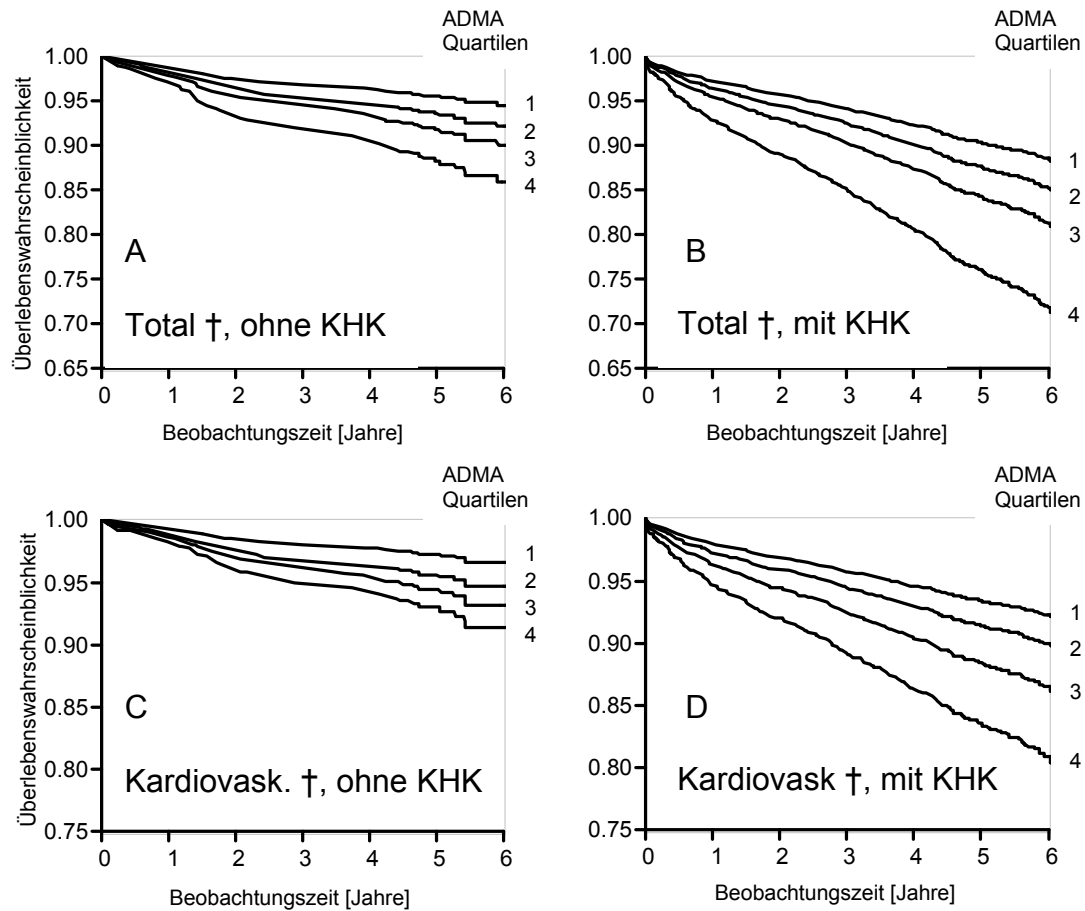 ADMA
Quartilen
Überlebenswahrscheinblichkeit
1.00
0.95
0.90
0.85
0.80
0.75
0.70
0.65
1
2
3
4
A
Total †, ohne KHK
0 1 2 3 4 5 6
Beobachtungszeit [Jahre]
ADMA
Quartilen
1.00
0.95
0.90
0.85
0.80
0.75
0.70
0.65
1
2
3
4
B
Total †, mit KHK
0 1 2 3 4 5 6
Beobachtungszeit [Jahre]
ADMA
Quartilen
Überlebenswahrscheinblichkeit
1.00
0.95
0.90
0.85
0.80
0.75
1
2
3
4
C
Kardiovask. †, ohne KHK
0 1 2 3 4 5 6
Beobachtungszeit [Jahre]
ADMA
Quartilen
1.00
0.95
0.90
0.85
0.80
0.75
1
2
3
4
D
Kardiovask †, mit KHK
0 1 2 3 4 5 6
Beobachtungszeit [Jahre]